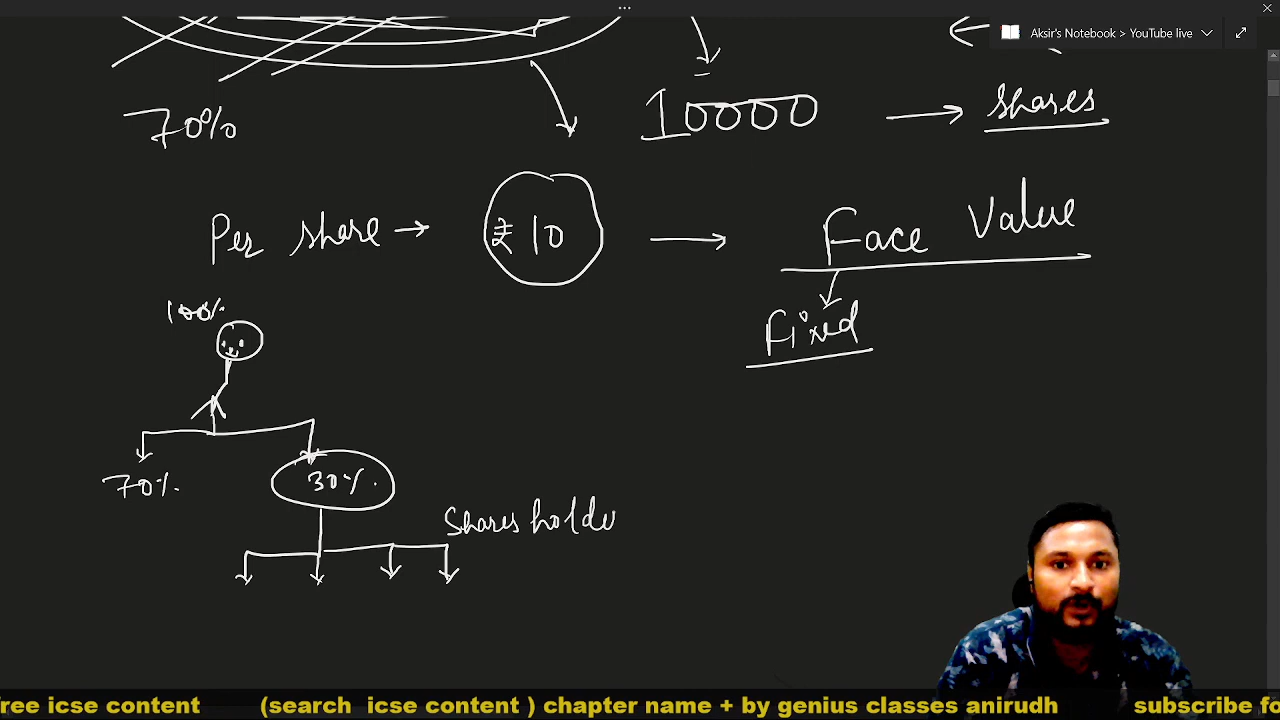 Aksir's Notebook > YouTube live
70%
10000 → shares
Per share → ₹10 → Face Value
Fixed
100%
70%
30%
Shares holde
free icse content (search icse content ) chapter name + by genius classes anirudh subscribe fo